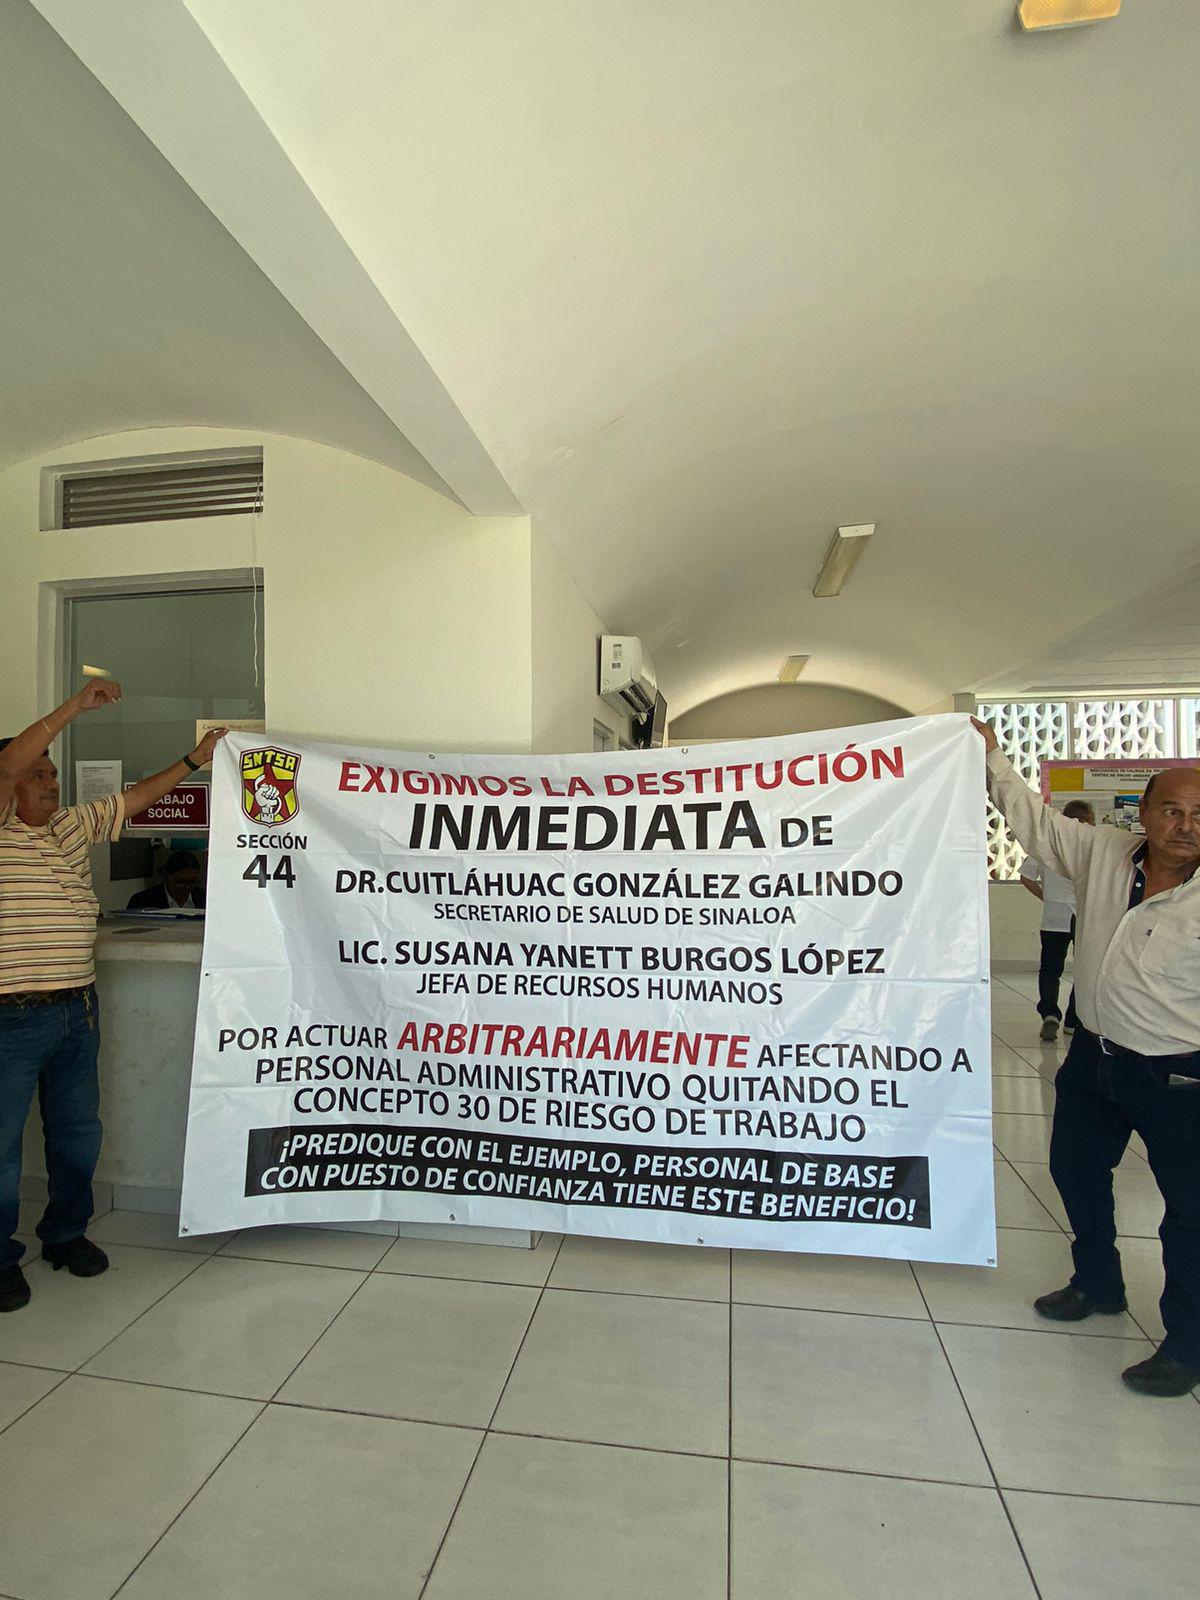 SNTSA
SECCIÓN
44
EXIGIMOS LA DESTITUCIÓN
INMEDIATA DE
DR.CUITLÁHUAC GONZÁLEZ GALINDO
SECRETARIO DE SALUD DE SINALOA
LIC. SUSANA YANETT BURGOS LÓPEZ
JEFA DE RECURSOS HUMANOS
POR ACTUAR ARBITRARIAMENTE AFECTANDO A
PERSONAL ADMINISTRATIVO QUITANDO EL
CONCEPTO 30 DE RIESGO DE TRABAJO
¡PREDIQUE CON EL EJEMPLO, PERSONAL DE BASE
CON PUESTO DE CONFIANZA TIENE ESTE BENEFICIO!
TRABAJO
SOCIAL